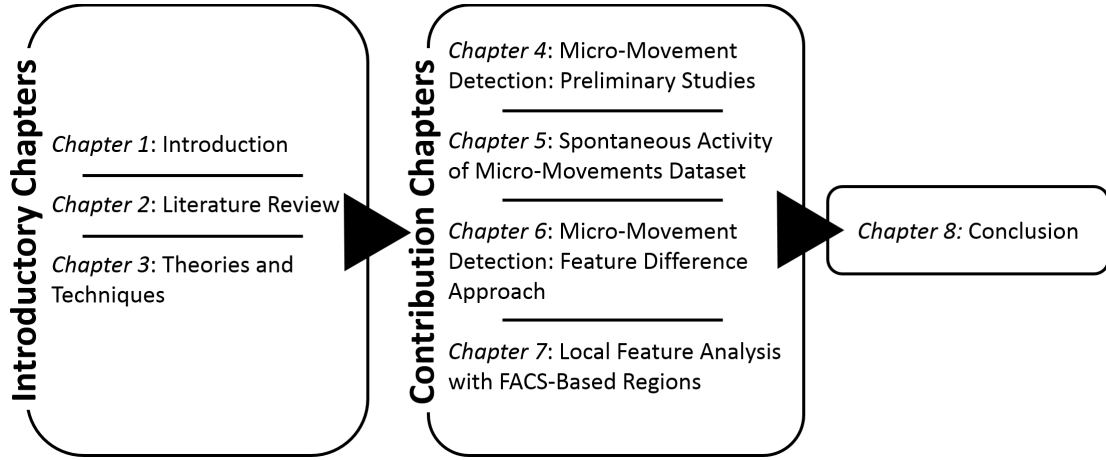 Introductory Chapters
Chapter 1: Introduction
Chapter 2: Literature Review
Chapter 3: Theories and
Techniques
Contribution Chapters
Chapter 4: Micro-Movement
Detection: Preliminary Studies
Chapter 5: Spontaneous Activity
of Micro-Movements Dataset
Chapter 6: Micro-Movement
Detection: Feature Difference
Approach
Chapter 7: Local Feature Analysis
with FACS-Based Regions
Chapter 8: Conclusion